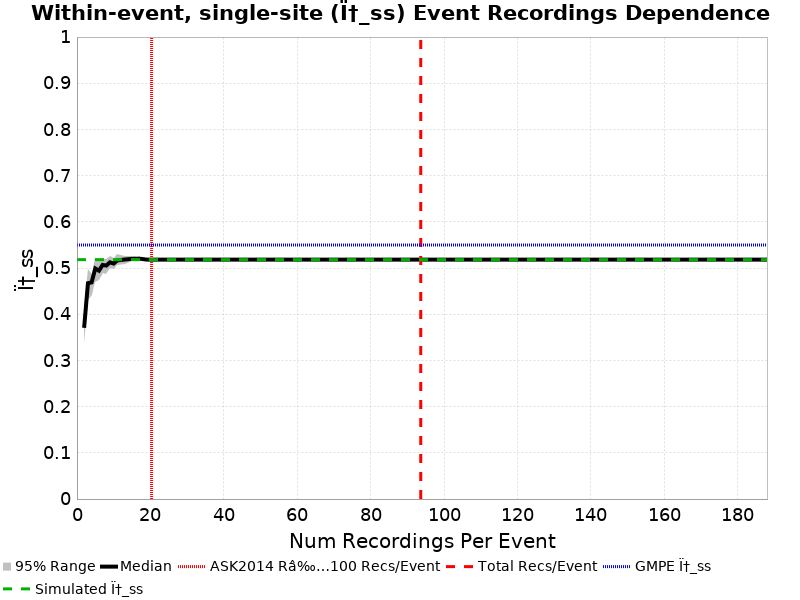 Within-event, single-site (Ï†_ss) Event Recordings Dependence
1
0.9
0.8
0.7
0.6
0.5
0.4
0.3
0.2
0.1
0
Ï†_ss
0 20 40 60 80 100 120 140 160 180
Num Recordings Per Event
95% Range Median ASK2014 Râ‰…100 Recs/Event Total Recs/Event GMPE Ï†_ss
Simulated Ï†_ss